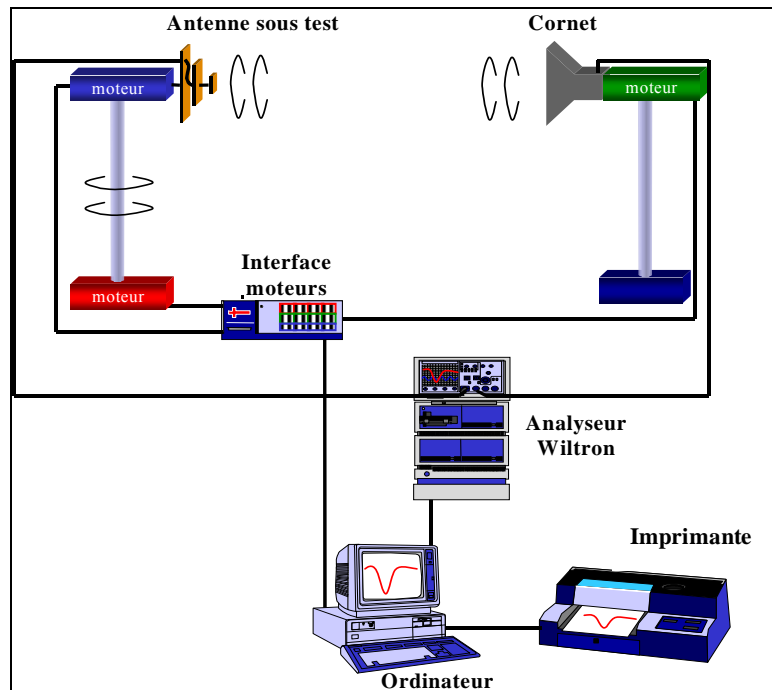 Antenne sous test
Cornet
moteur
moteur
moteur
Interface
moteurs
Analyseur
Wiltron
Imprimante
Ordinateur